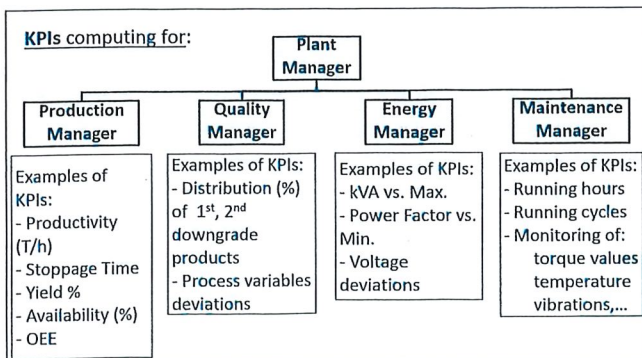 KPIs computing for:
Plant
Manager
Production
Manager
Examples of
KPIs:
- Productivity
(T/h)
- Stoppage Time
- Yield %
- Availability (%)
- OEE
Quality
Manager
Examples of KPIs:
- Distribution (%)
of 1st, 2nd
downgrade
products
- Process variables
deviations
Energy
Manager
Examples of KPIs:
- kVA vs. Max.
- Power Factor vs.
Min.
- Voltage
deviations
Maintenance
Manager
Examples of KPIs:
- Running hours
- Running cycles
- Monitoring of:
torque values
temperature
vibrations,...